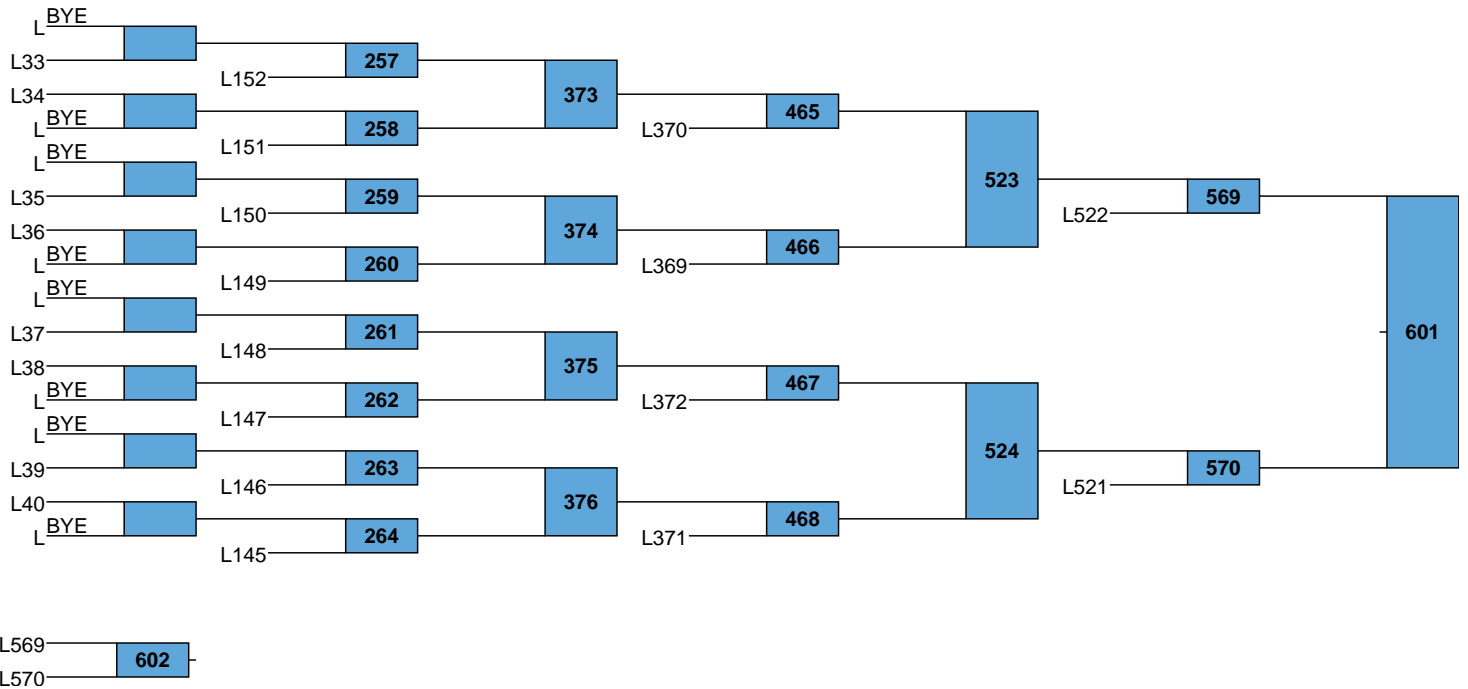 BYE
L
L33
L152
257
L34
BYE
L
258
L151
373
465
L370
BYE
L
L35
L150
259
L36
BYE
L
260
L149
374
466
L369
523
569
L522
BYE
L
L37
L148
261
L38
BYE
L
262
L147
375
467
L372
BYE
L
L39
L146
263
L40
BYE
L
264
L145
376
468
L371
524
570
L521
601
L569
602
L570